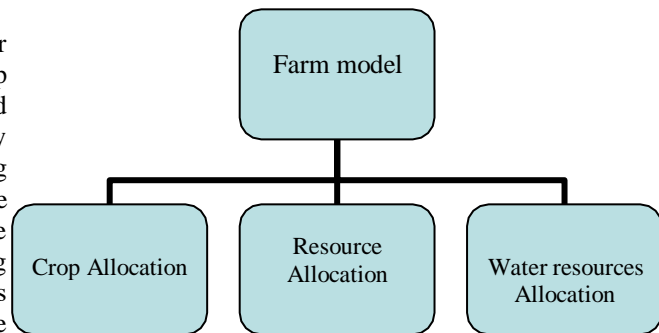 Farm model
Crop Allocation
Resource
Allocation
Water resources
Allocation